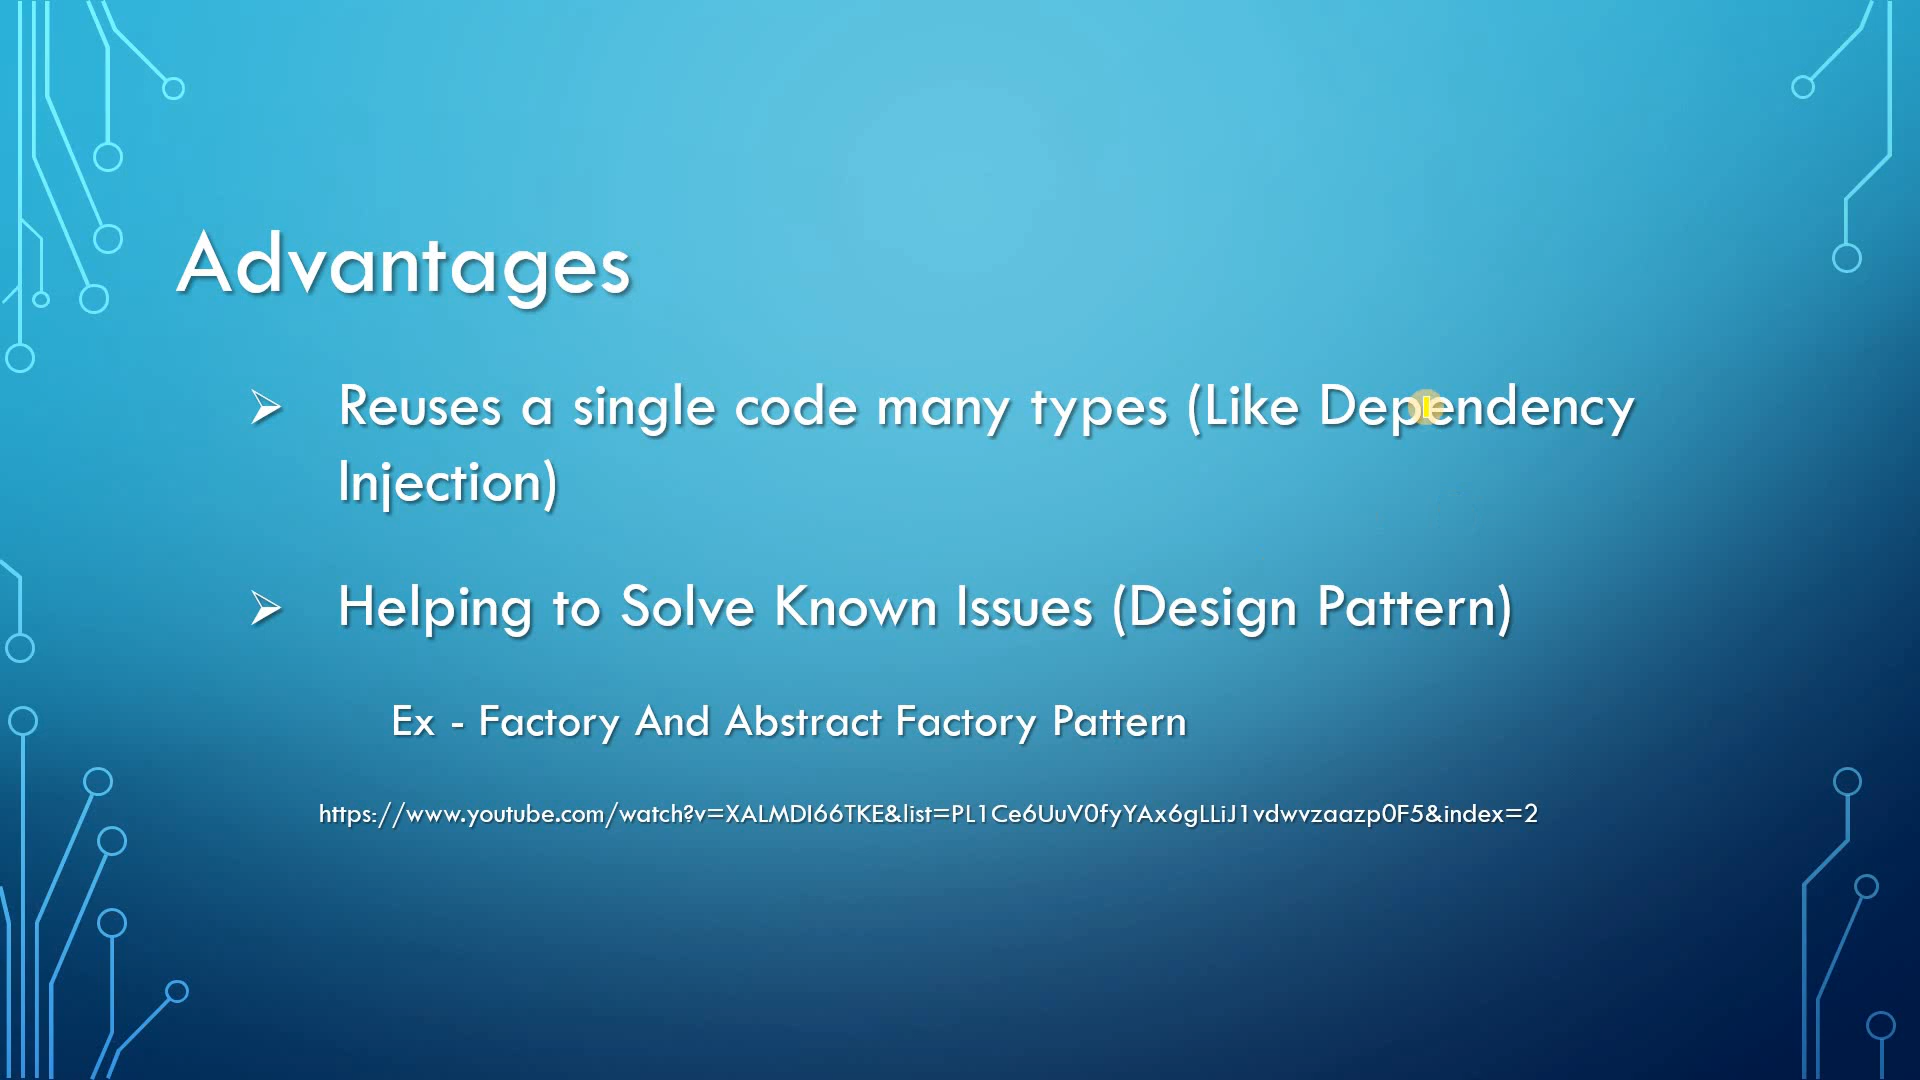 Advantages
Reuses a single code many types (Like Dependency
Injection)
Helping to Solve Known Issues (Design Pattern)
Ex - Factory And Abstract Factory Pattern
https://www.youtube.com/watch?v=XALMDI66TKE&list=PL1Ce6UuV0fyYAx6gLLiJ1vdwvzaazp0F5&index=2